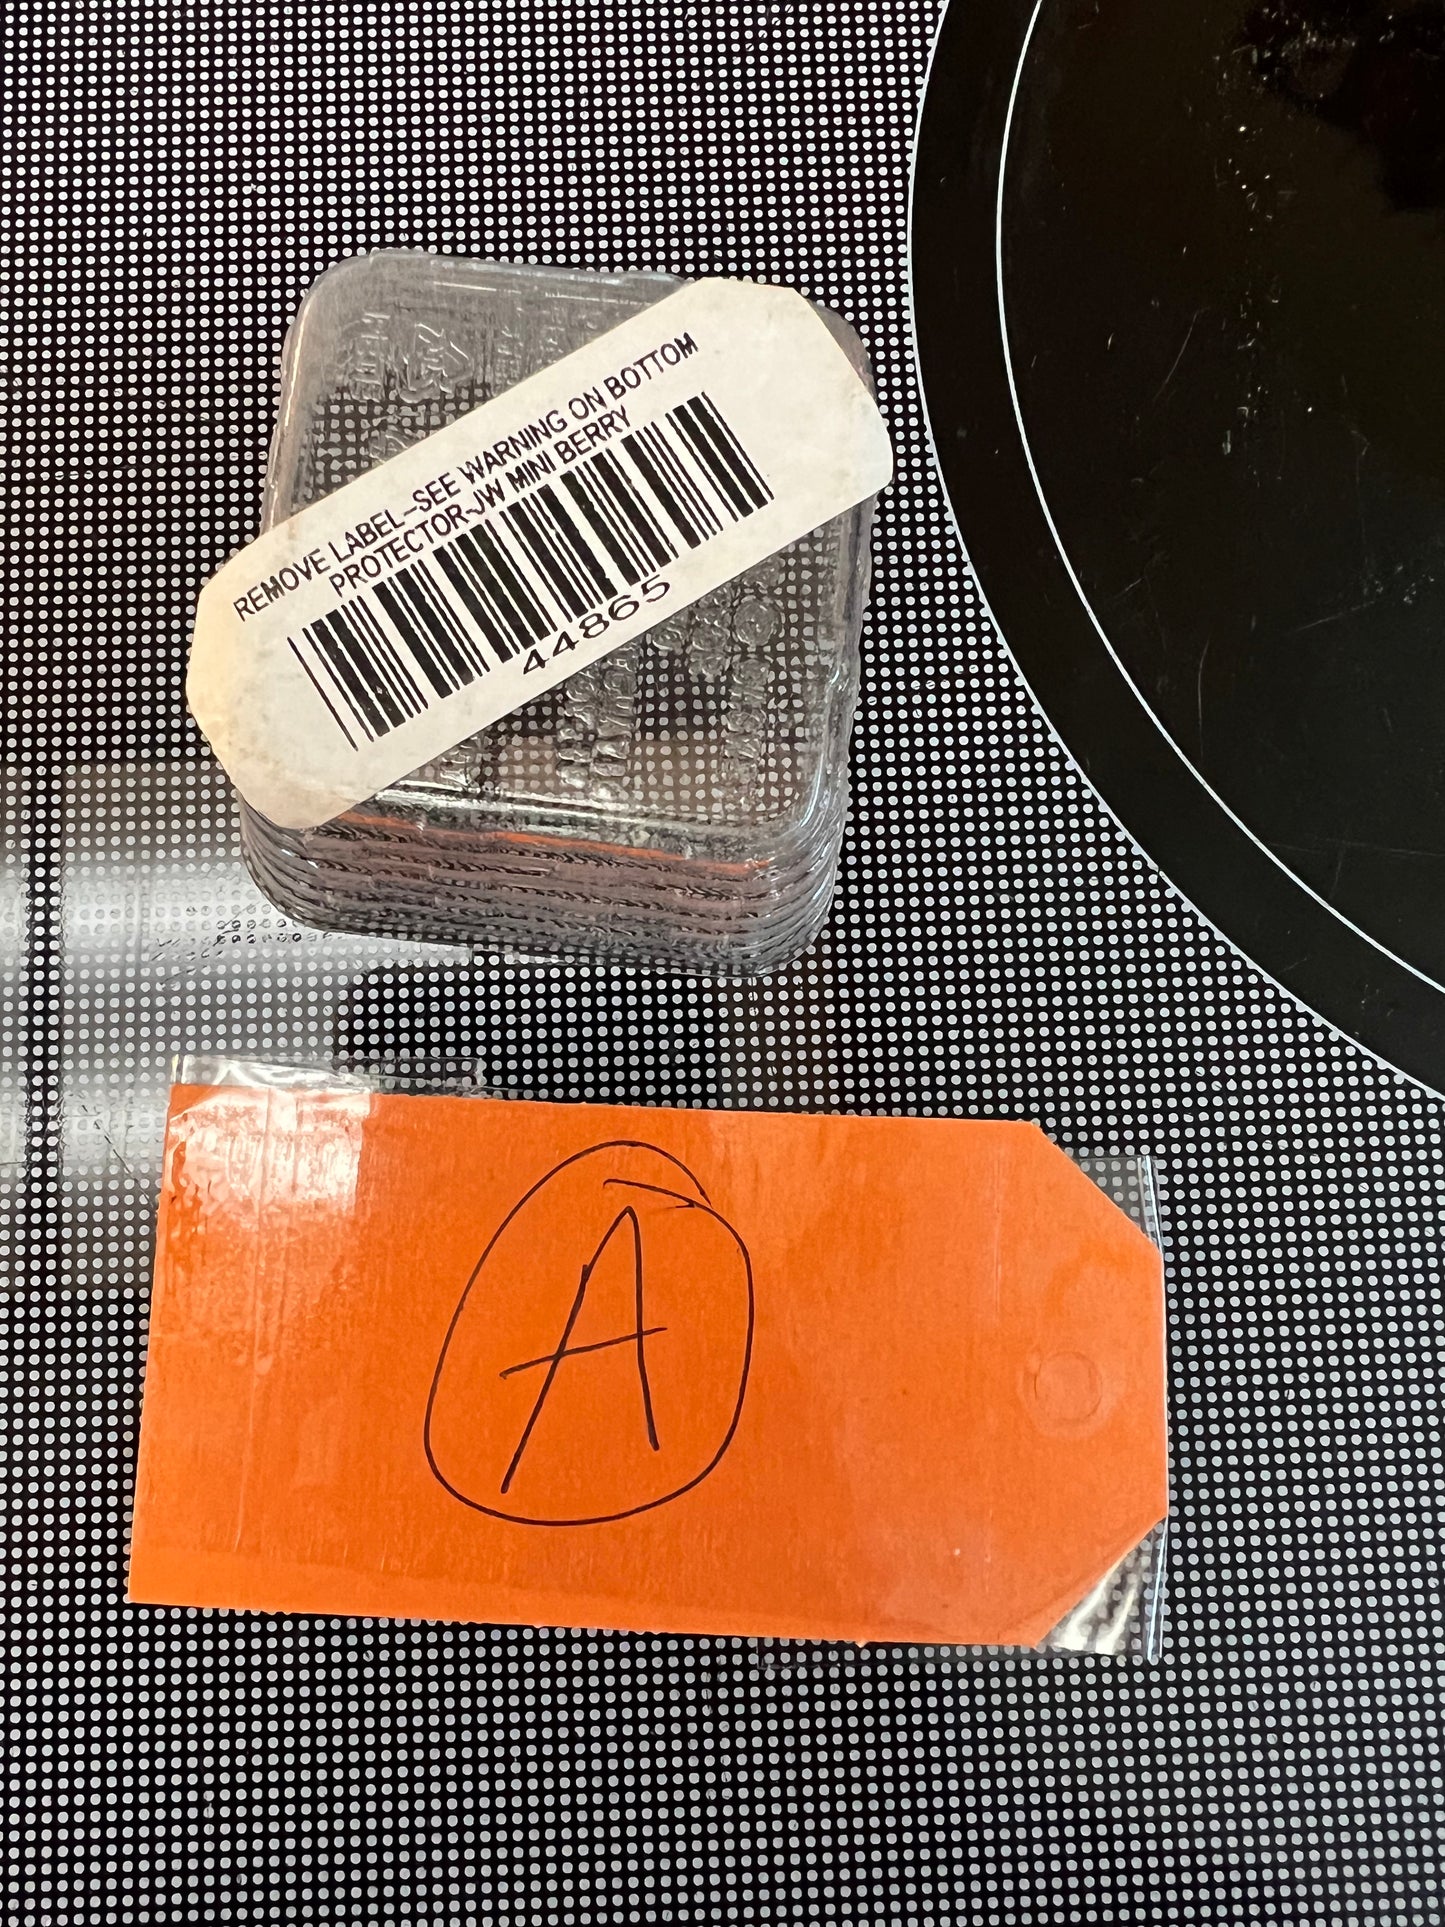 REMOVE LABEL-SEE WARNING ON BOTTOM
PROTECTOR-JW MINI BERRY
44865
A